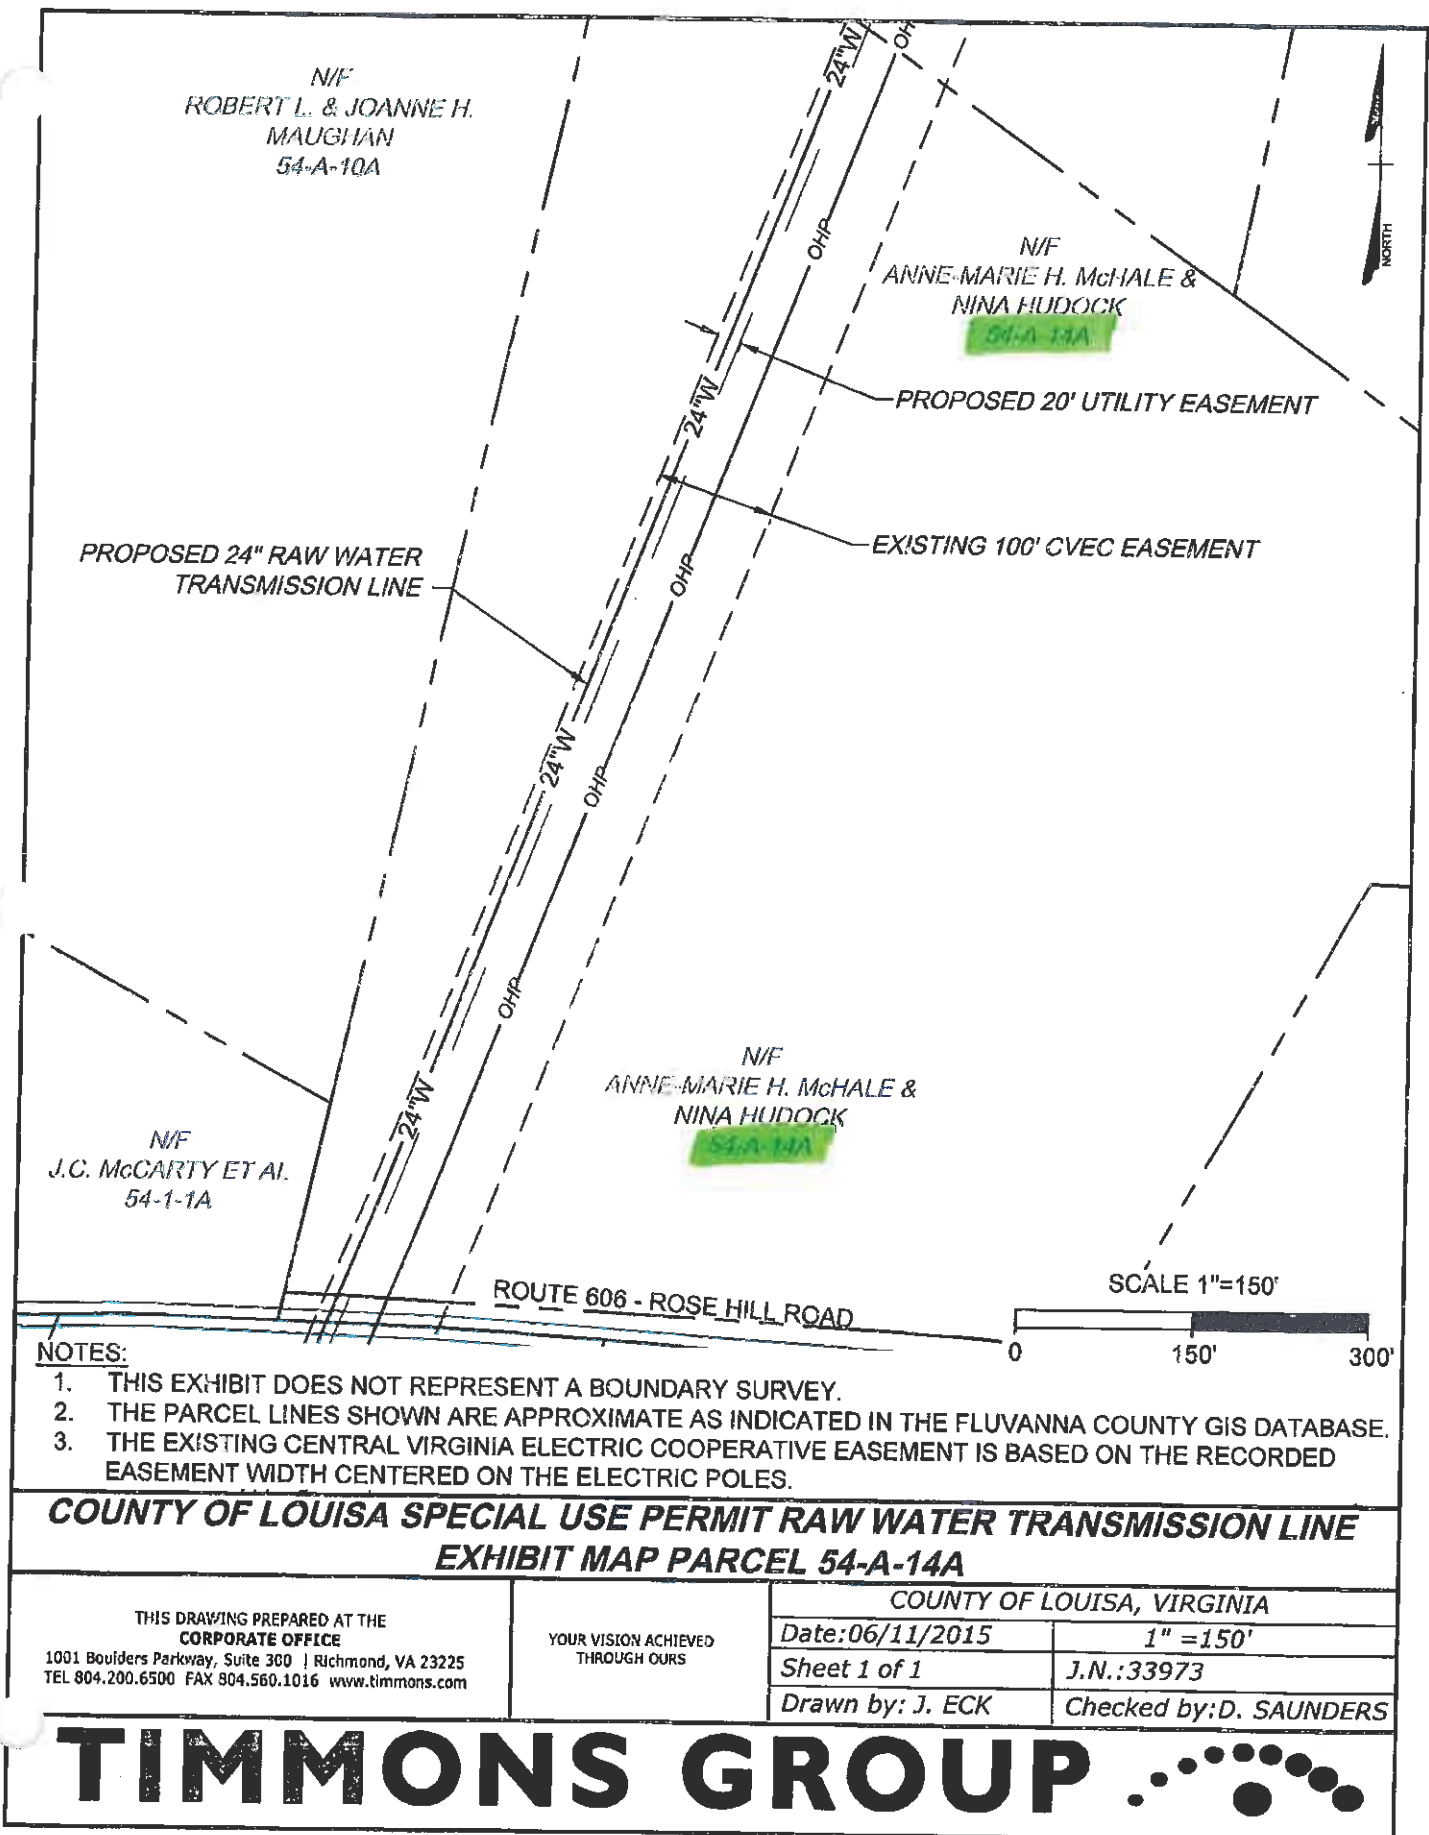 N/F
ROBERT L. & JOANNE H.
MAUGHAN
54-A-10A
24"W
OH
NORTH
OHP
N/F
ANNE-MARIE H. McHALE &
NINA HUDOCK
54-A-14A
24"W
PROPOSED 20' UTILITY EASEMENT
EXISTING 100' CVEC EASEMENT
PROPOSED 24" RAW WATER
TRANSMISSION LINE
OHP
24"W
OHP
OHP
N/F
ANNE-MARIE H. McHALE &
NINA HUDOCK
54-A-14A
24"W
N/F
J.C. McCARTY ET AL.
54-1-1A
ROUTE 606 - ROSE HILL ROAD
SCALE 1"=150'
0 150' 300'
NOTES:
1. THIS EXHIBIT DOES NOT REPRESENT A BOUNDARY SURVEY.
2. THE PARCEL LINES SHOWN ARE APPROXIMATE AS INDICATED IN THE FLUVANNA COUNTY GIS DATABASE.
3. THE EXISTING CENTRAL VIRGINIA ELECTRIC COOPERATIVE EASEMENT IS BASED ON THE RECORDED
EASEMENT WIDTH CENTERED ON THE ELECTRIC POLES.
COUNTY OF LOUISA SPECIAL USE PERMIT RAW WATER TRANSMISSION LINE
EXHIBIT MAP PARCEL 54-A-14A
THIS DRAWING PREPARED AT THE
CORPORATE OFFICE
1001 Boulders Parkway, Suite 300 | Richmond, VA 23225
TEL 804.200.6500 FAX 804.560.1016 www.timmons.com
YOUR VISION ACHIEVED
THROUGH OURS
COUNTY OF LOUISA, VIRGINIA
Date:06/11/2015
1" =150'
Sheet 1 of 1
J.N.:33973
Drawn by: J. ECK
Checked by:D. SAUNDERS
TIMMONS GROUP